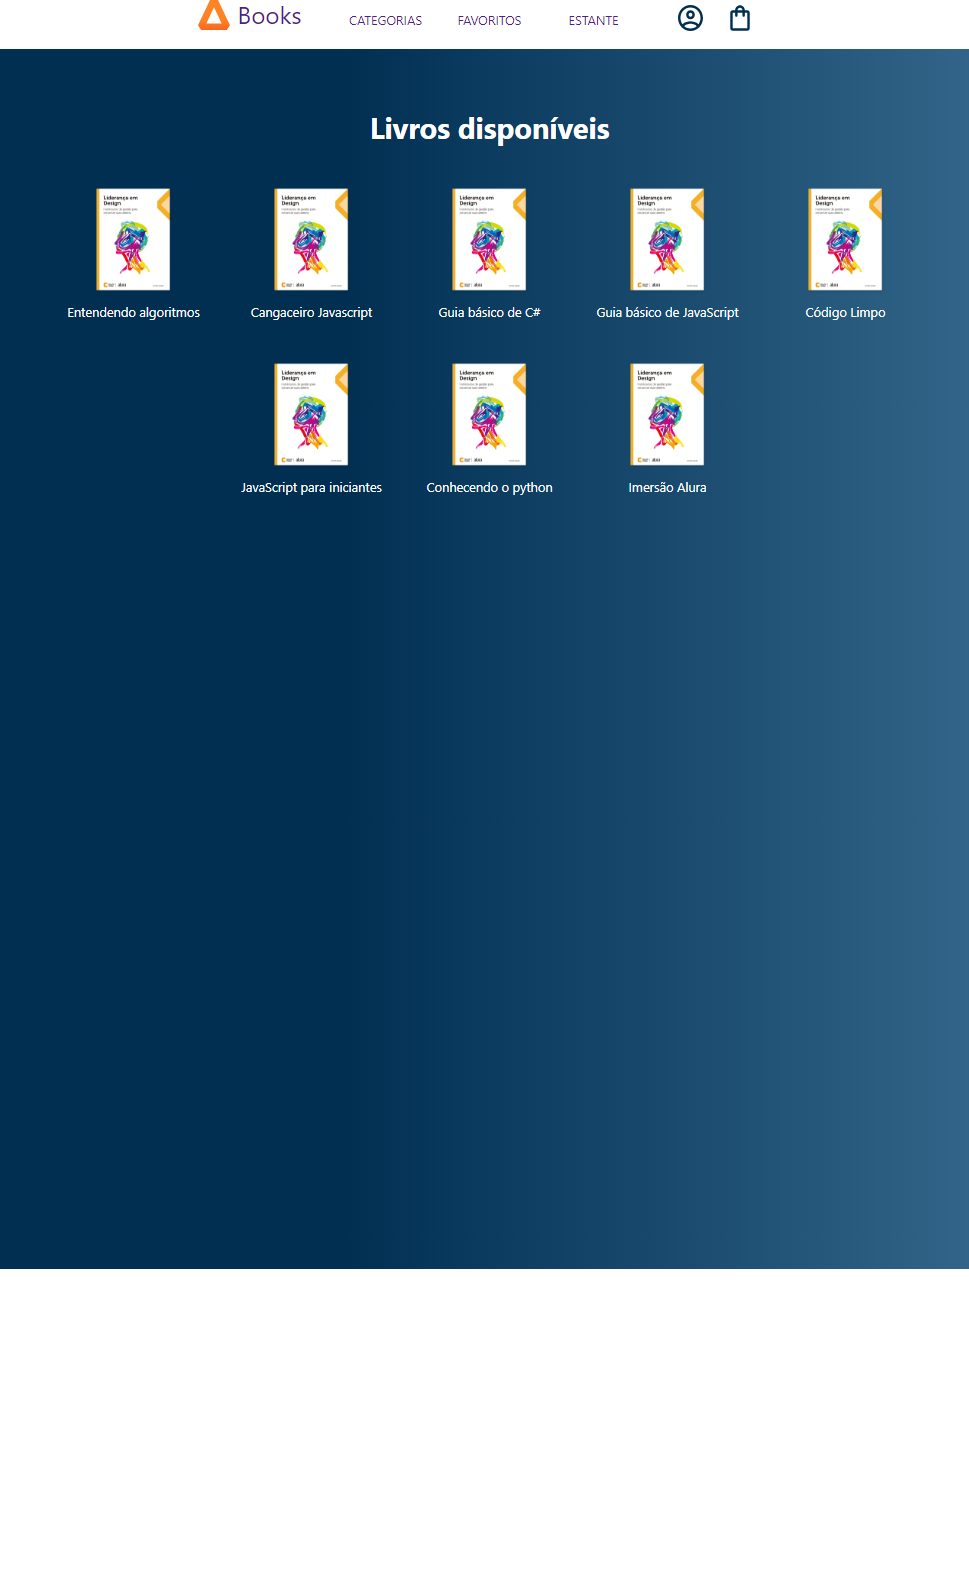 Books
CATEGORIAS
FAVORITOS
ESTANTE
Livros disponíveis
Liderança em
Design
Liderança em
Design
Liderança em
Design
Liderança em
Design
Liderança em
Design
Entendendo algoritmos
Cangaceiro Javascript
Guia básico de C#
Guia básico de JavaScript
Código Limpo
Liderança em
Design
Liderança em
Design
Liderança em
Design
JavaScript para iniciantes
Conhecendo o python
Imersão Alura